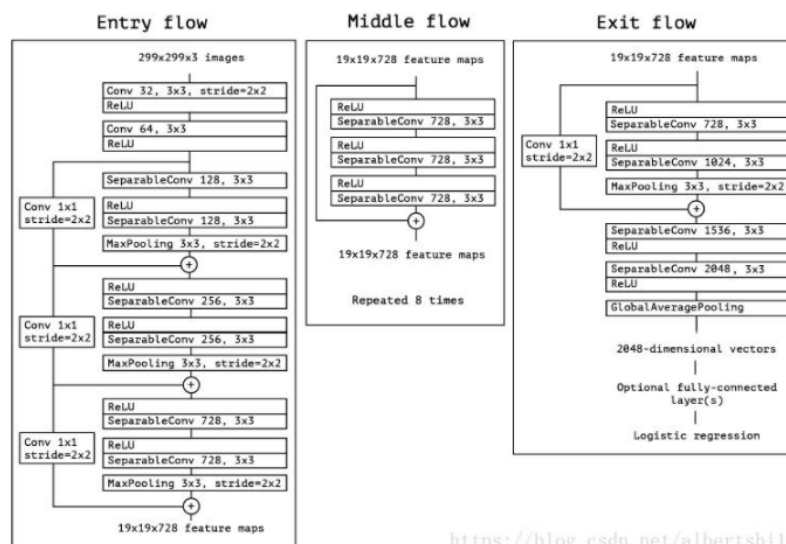 Entry flow
299x299x3 images
Conv 32, 3x3, stride=2x2
ReLU
Conv 64, 3x3
ReLU
Conv 1x1
stride=2x2
SeparableConv 128, 3x3
ReLU
SeparableConv 128, 3x3
MaxPooling 3x3, stride=2x2
+
Conv 1x1
stride=2x2
ReLU
SeparableConv 256, 3x3
ReLU
SeparableConv 256, 3x3
MaxPooling 3x3, stride=2x2
+
Conv 1x1
stride=2x2
ReLU
SeparableConv 728, 3x3
ReLU
SeparableConv 728, 3x3
MaxPooling 3x3, stride=2x2
+
19x19x728 feature maps
Middle flow
19x19x728 feature maps
ReLU
SeparableConv 728, 3x3
ReLU
SeparableConv 728, 3x3
ReLU
SeparableConv 728, 3x3
+
19x19x728 feature maps
Repeated 8 times
Exit flow
19x19x728 feature maps
Conv 1x1
stride=2x2
ReLU
SeparableConv 728, 3x3
ReLU
SeparableConv 1024, 3x3
MaxPooling 3x3, stride=2x2
+
SeparableConv 1536, 3x3
ReLU
SeparableConv 2048, 3x3
ReLU
GlobalAveragePooling
2048-dimensional vectors
Optional fully-connected
layer(s)
Logistic regression